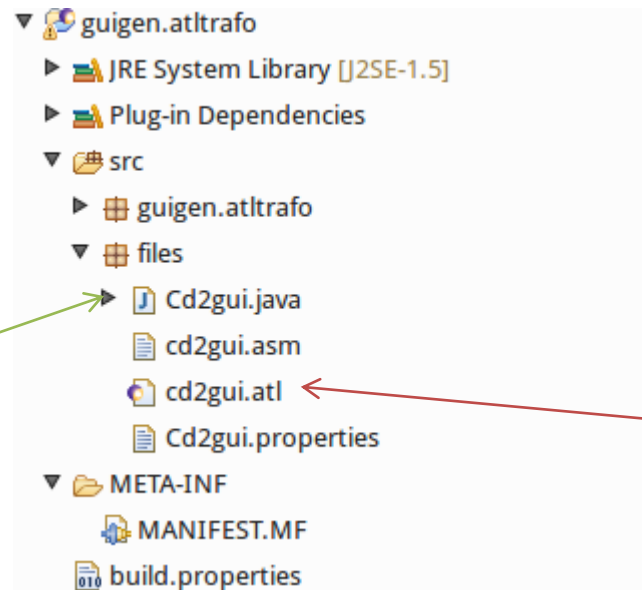 guigen.atltrafo
JRE System Library [J2SE-1.5]
Plug-in Dependencies
src
guigen.atltrafo
files
Cd2gui.java
cd2gui.asm
cd2gui.atl
Cd2gui.properties
META-INF
MANIFEST.MF
build.properties